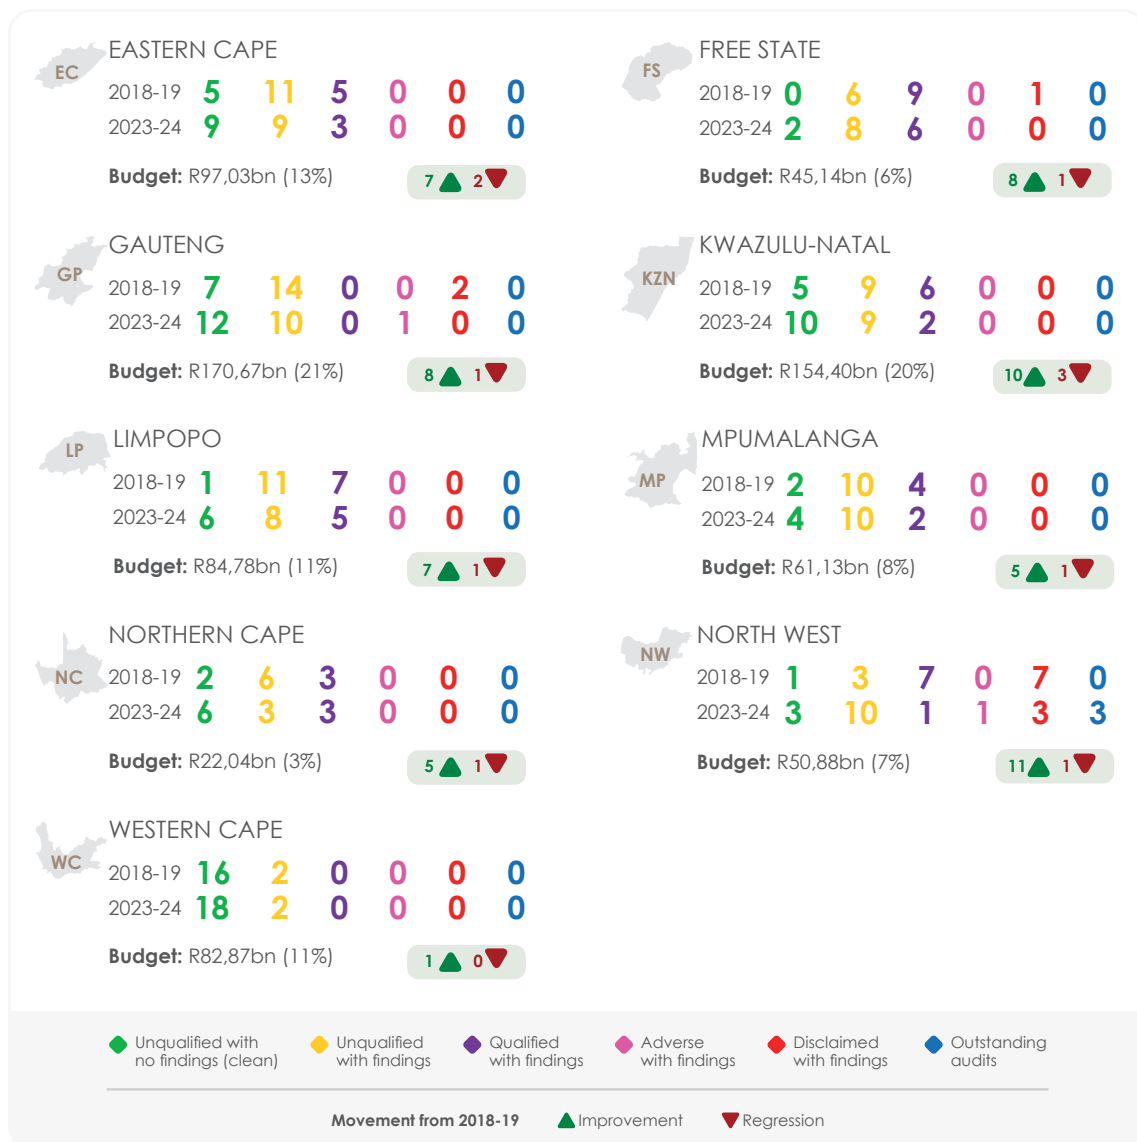 EC
EASTERN CAPE
2018-19 5 11 5 0 0 0
2023-24 9 9 3 0 0 0
Budget: R97,03bn (13%)
7 2
FS
FREE STATE
2018-19 0 6 9 0 1 0
2023-24 2 8 6 0 0 0
Budget: R45,14bn (6%)
8 1
GP
GAUTENG
2018-19 7 14 0 0 2 0
2023-24 12 10 0 1 0 0
Budget: R170,67bn (21%)
8 1
KZN
KWAZULU-NATAL
2018-19 5 9 6 0 0 0
2023-24 10 9 2 0 0 0
Budget: R154,40bn (20%)
10 3
LP
LIMPOPO
2018-19 1 11 7 0 0 0
2023-24 6 8 5 0 0 0
Budget: R84,78bn (11%)
7 1
MP
MPUMALANGA
2018-19 2 10 4 0 0 0
2023-24 4 10 2 0 0 0
Budget: R61,13bn (8%)
5 1
NC
NORTHERN CAPE
2018-19 2 6 3 0 0 0
2023-24 6 3 3 0 0 0
Budget: R22,04bn (3%)
5 1
NW
NORTH WEST
2018-19 1 3 7 0 7 0
2023-24 3 10 1 1 3 3
Budget: R50,88bn (7%)
11 1
WC
WESTERN CAPE
2018-19 16 2 0 0 0 0
2023-24 18 2 0 0 0 0
Budget: R82,87bn (11%)
1 0
Unqualified with
no findings (clean)
Unqualified
with findings
Qualified
with findings
Adverse
with findings
Disclaimed
with findings
Outstanding
audits
Movement from 2018-19 Improvement Regression